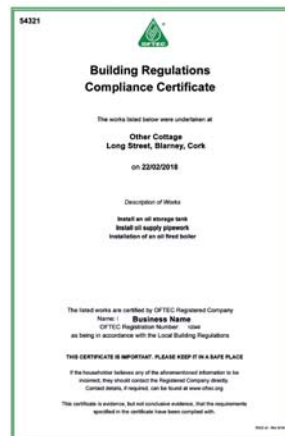 54321
OFTEC
Building Regulations
Compliance Certificate
The works listed below were undertaken at
Other Cottage
Long Street, Blarney, Cork
on 22/02/2018
Description of Works
Install an oil storage tank
Install oil supply pipework
Installation of an oil fired boiler
The listed works are certified by OFTEC Registered Company
Name: Business Name
OFTEC Registration Number:
as being in accordance with the Local Building Regulations
THIS CERTIFICATE IS IMPORTANT. PLEASE KEEP IT IN A SAFE PLACE
If the householder believes any of the aforementioned information to be
incorrect, they should contact the Registered Company directly.
Contact details, if required, can be found at www.oftec.org
This certificate is evidence, but not conclusive evidence, that the requirements
specified in the certificate have been complied with.